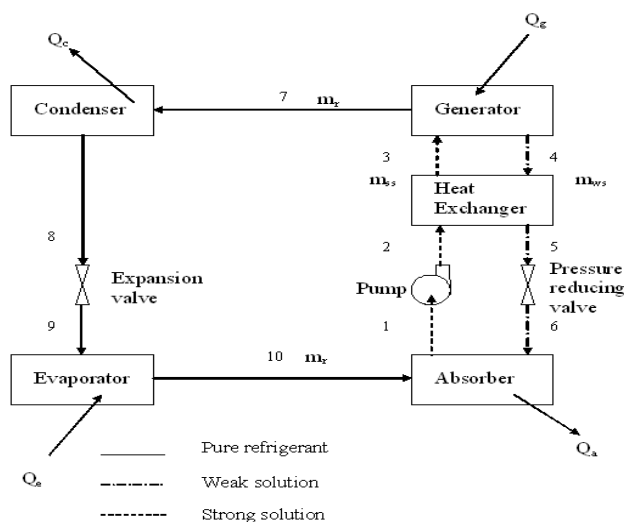 Qc
Qg
7
mr
Condenser
Generator
3
4
mss
mws
Heat
Exchanger
8
2
5
Expansion
valve
Pump
Pressure
reducing
valve
9
1
6
10
mr
Evaporator
Absorber
Qe
Qa
Pure refrigerant
Weak solution
Strong solution